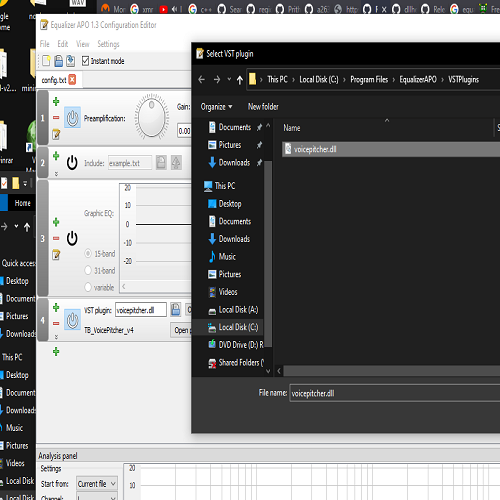 WAV
no
Equalizer APO 1.3 Configuration Editor
File Edit View Settings
Instant mode
config.txt
1
Preamplification:
Gain:
0.00
2
Include: example.txt
3
Graphic EQ:
15-band
31-band
variable
20
10
0
-10
-20
4
VST plugin: voicepitcher.dll
TB_VoicePitcher_v4
Open p
Analysis panel
Settings
Start from: Current file
Channel: L
20
10
Home
Quick access
Desktop
Downloads
Documents
Pictures
This PC
Desktop
Documents
Downloads
Music
Pictures
Videos
Local Disk
Local Disk
Select VST plugin
This PC > Local Disk (C:) > Program Files > EqualizerAPO > VSTPlugins
Organize New folder
Documents
Pictures
Downloads
This PC
Desktop
Documents
Downloads
Music
Pictures
Videos
Local Disk (A:)
Local Disk (C:)
DVD Drive (D:) R
Shared Folders (
Name
voicepitcher.dll
File name: voicepitcher.dll